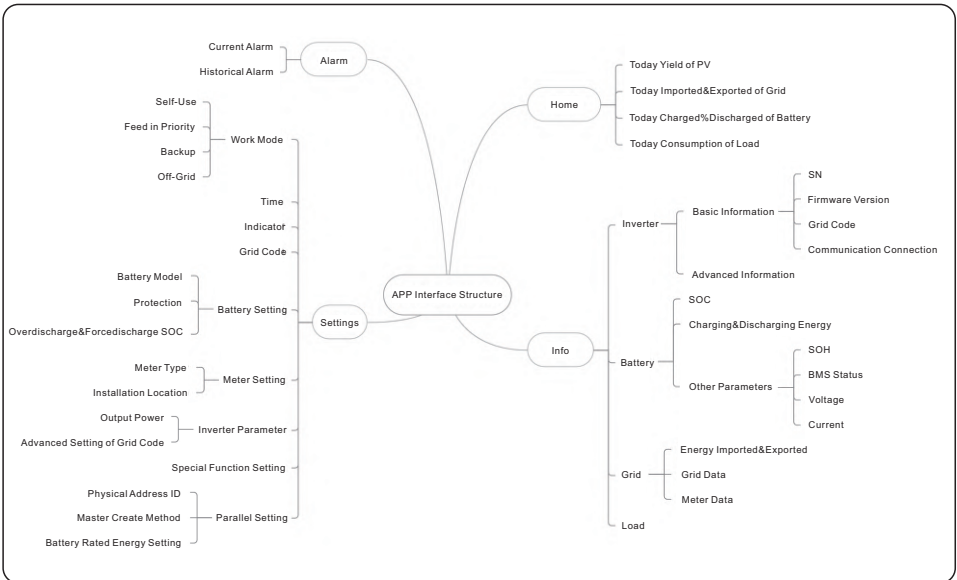 APP Interface Structure
Alarm
Current Alarm
Historical Alarm
Home
Today Yield of PV
Today Imported&Exported of Grid
Today Charged%Discharged of Battery
Today Consumption of Load
Settings
Work Mode
Self-Use
Feed in Priority
Backup
Off-Grid
Time
Indicator
Grid Code
Battery Setting
Battery Model
Protection
Overdischarge&Forcedischarge SOC
Meter Setting
Meter Type
Installation Location
Inverter Parameter
Output Power
Advanced Setting of Grid Code
Special Function Setting
Parallel Setting
Physical Address ID
Master Create Method
Battery Rated Energy Setting
Info
Inverter
Basic Information
SN
Firmware Version
Grid Code
Communication Connection
Advanced Information
Battery
SOC
Charging&Discharging Energy
Other Parameters
SOH
BMS Status
Voltage
Current
Grid
Energy Imported&Exported
Grid Data
Meter Data
Load